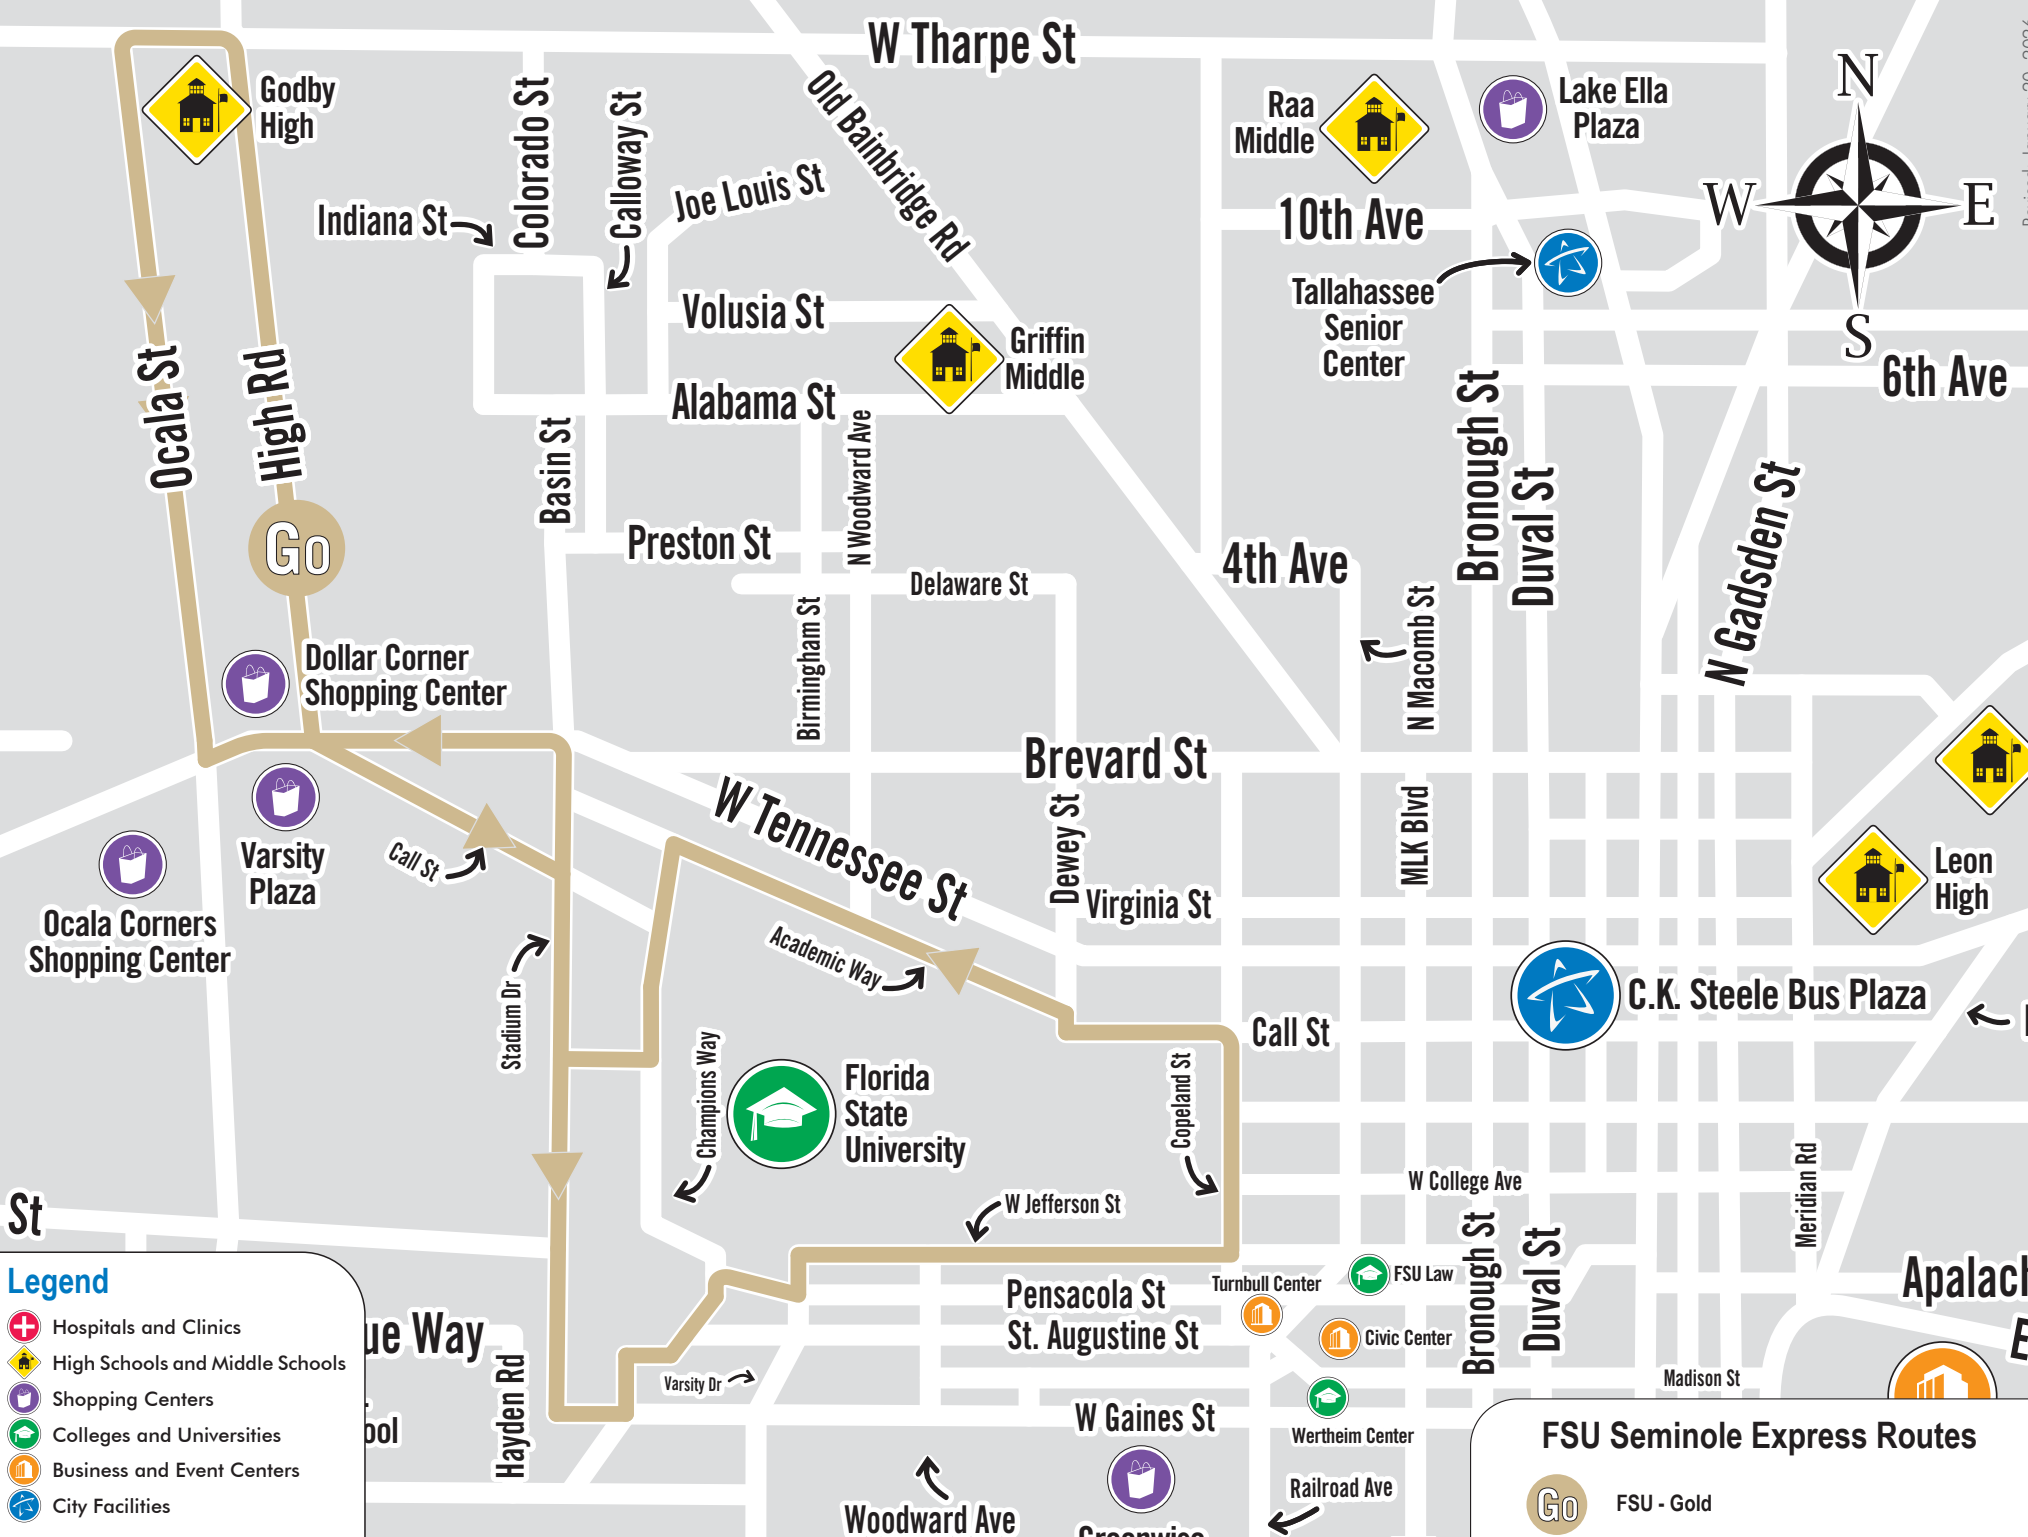 W Tharpe St
Godby
High
Colorado St
Calloway St
Old Bainbridge Rd
Joe Louis St
Indiana St
Raa
Middle
Lake Ella
Plaza
N
W
E
S
10th Ave
Tallahassee
Senior
Center
Volusia St
Griffin
Middle
Alabama St
6th Ave
Ocala St
High Rd
Basin St
N Woodward Ave
Bronough St
Duval St
N Gadsden St
Go
Preston St
4th Ave
Delaware St
Birmingham St
N Macomb St
Dollar Corner
Shopping Center
Brevard St
W Tennessee St
Dewey St
MLK Blvd
Varsity
Plaza
Call St
Virginia St
Leon
High
Ocala Corners
Shopping Center
Academic Way
Stadium Dr
C.K. Steele Bus Plaza
Call St
Champions Way
Florida
State
University
Copeland St
W College Ave
Meridian Rd
W Jefferson St
St
Bronough St
Duval St
Pensacola St
St. Augustine St
Turnbull Center
FSU Law
Civic Center
Apalach
ue Way
Hayden Rd
Varsity Dr
Madison St
W Gaines St
Wertheim Center
ool
Railroad Ave
Woodward Ave
Legend
Hospitals and Clinics
High Schools and Middle Schools
Shopping Centers
Colleges and Universities
Business and Event Centers
City Facilities
FSU Seminole Express Routes
Go
FSU - Gold